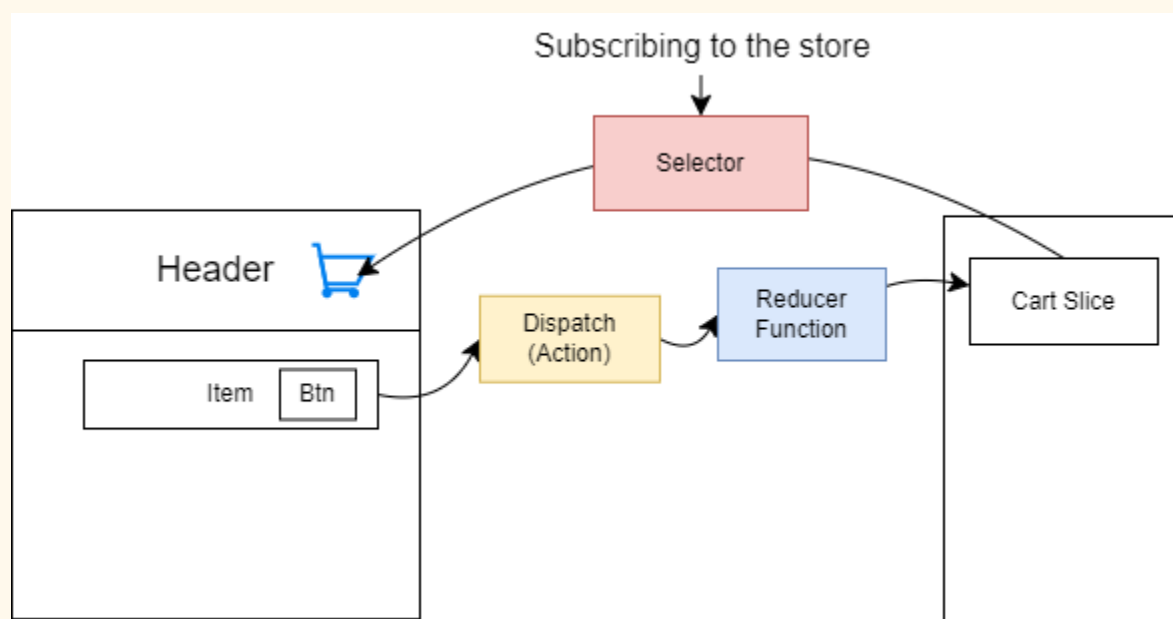 Subscribing to the store
Selector
Header
Dispatch
(Action)
Reducer
Function
Cart Slice
Item
Btn